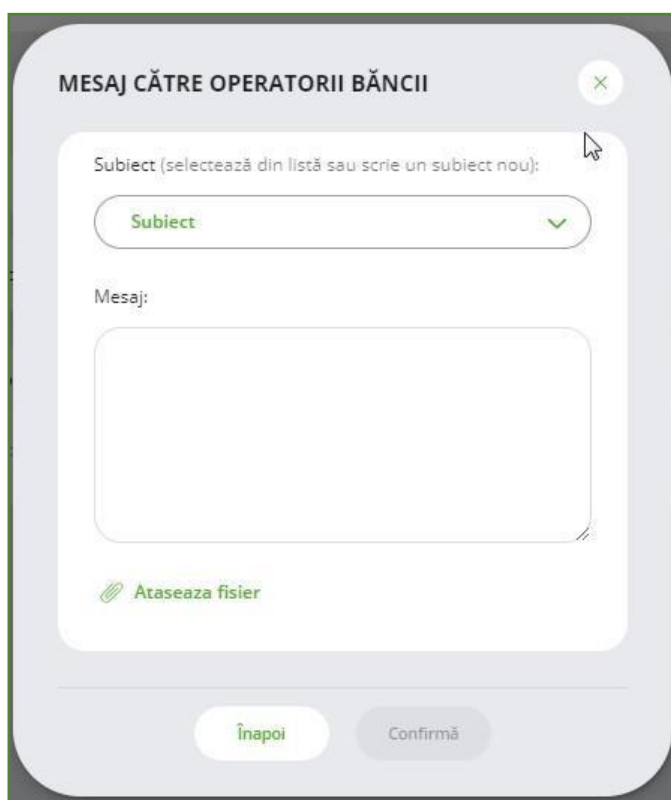 MESAJ CĂTRE OPERATORII BĂNCII
Subiect (selectează din listă sau scrie un subiect nou):
Subiect
Mesaj:
Ataseaza fisier
Înapoi
Confirmă